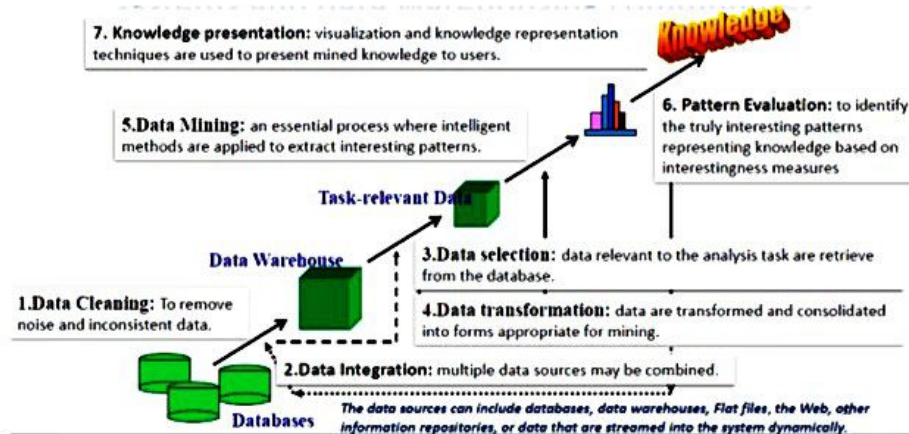 7. Knowledge presentation: visualization and knowledge representation
techniques are used to present mined knowledge to users.
Knowledge
5.Data Mining: an essential process where intelligent
methods are applied to extract interesting patterns.
6. Pattern Evaluation: to identify
the truly interesting patterns
representing knowledge based on
interestingness measures
Task-relevant Data
Data Warehouse
3.Data selection: data relevant to the analysis task are retrieve
from the database.
1.Data Cleaning: To remove
noise and inconsistent data.
4.Data transformation: data are transformed and consolidated
into forms appropriate for mining.
2.Data Integration: multiple data sources may be combined.
Databases
The data sources can include databases, data warehouses, Flat files, the Web, other
information repositories, or data that are streamed into the system dynamically.